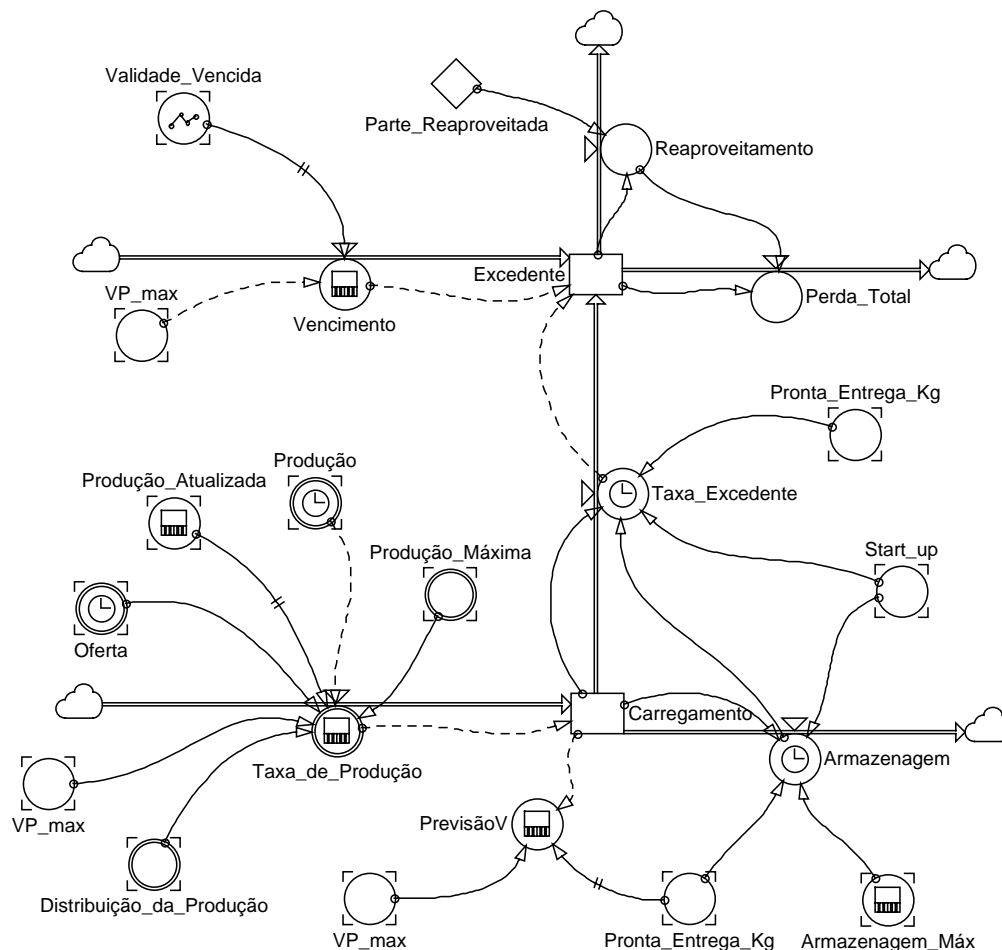 Validade_Vencida
Parte_Reaproveitada
Reaproveitamento
Excedente
VP_max
Vencimento
Perda_Total
Pronta_Entrega_Kg
Produção
Produção_Atualizada
Taxa_Excedente
Produção_Máxima
Start_up
Oferta
Carregamento
Taxa_de_Produção
Armazenagem
VP_max
PrevisãoV
Distribuição_da_Produção
VP_max
Pronta_Entrega_Kg
Armazenagem_Máx